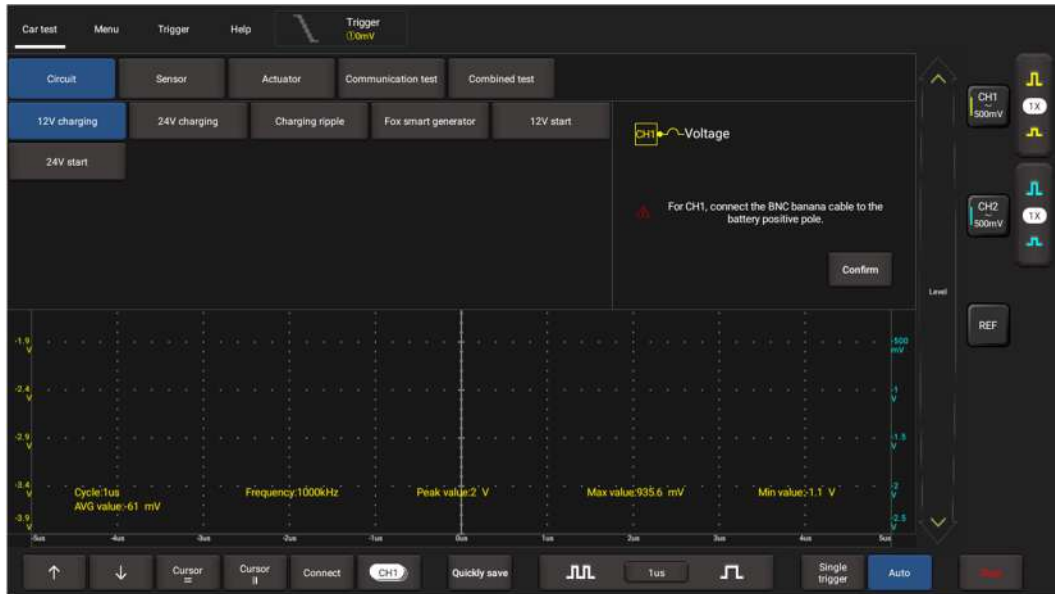 Car test
Menu
Trigger
Help
Trigger
①0mV
Circuit
Sensor
Actuator
Communication test
Combined test
12V charging
24V charging
Charging ripple
Fox smart generator
12V start
24V start
CH1
Voltage
For CH1, connect the BNC banana cable to the
battery positive pole.
Confirm
Level
CH1
~
500mV
1X
CH2
~
500mV
1X
REF
-1.9
V
-2.4
V
-2.9
V
-3.4
V
-3.9
V
-500
mV
-1
V
-1.5
V
-2
V
-2.5
V
Cycle:1us
Frequency:1000kHz
Peak value:2 V
Max value:935.6 mV
Min value:-1.1 V
AVG value:-61 mV
-5us
-4us
-3us
-2us
-1us
0us
1us
2us
3us
4us
5us
Cursor
Cursor
Connect
CH1
Quickly save
1us
Single
trigger
Auto